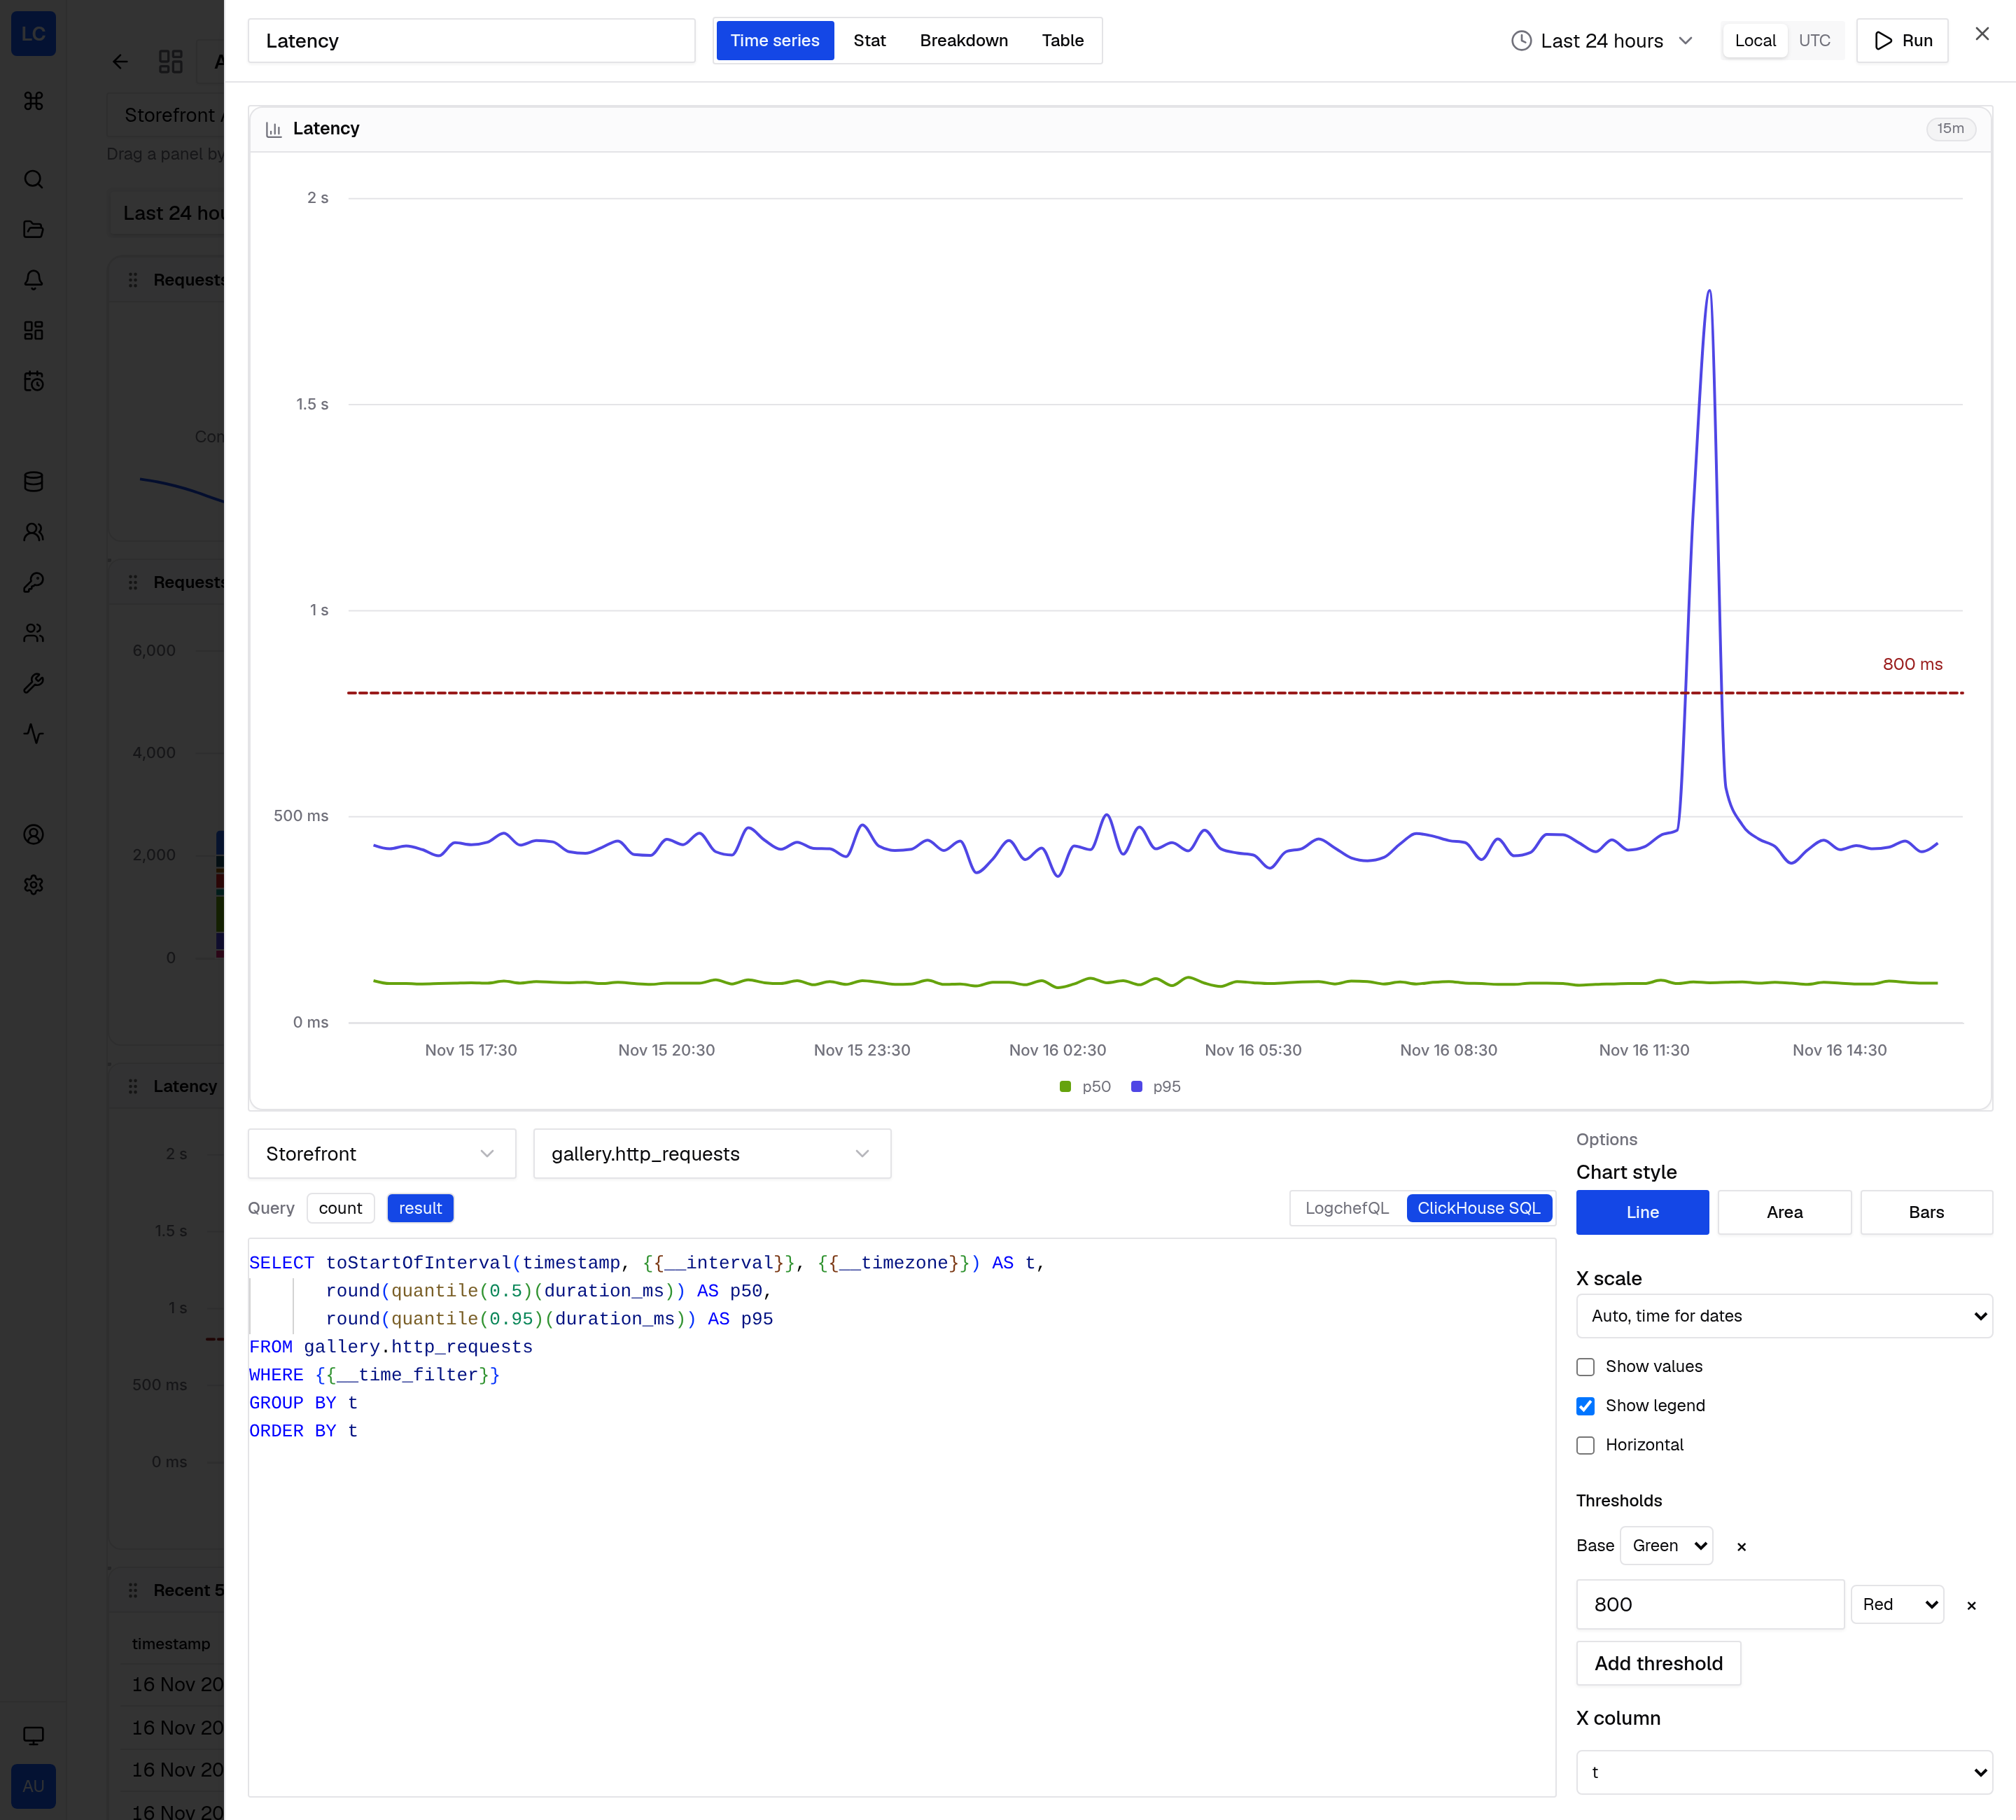 LC
Latency
Time series
Stat
Breakdown
Table
Last 24 hours
Local
UTC
Run
A
Storefront A
Drag a panel by
Last 24 hou
Requests
Con
Requests
6,000
4,000
2,000
0
Latency
2 s
1.5 s
1 s
500 ms
0 ms
Recent 5
timestamp
16 Nov 20
16 Nov 20
16 Nov 20
16 Nov 20
AU
Latency
15m
2 s
1.5 s
1 s
800 ms
500 ms
0 ms
Nov 15 17:30
Nov 15 20:30
Nov 15 23:30
Nov 16 02:30
Nov 16 05:30
Nov 16 08:30
Nov 16 11:30
Nov 16 14:30
p50
p95
Storefront
gallery.http_requests
Query
count
result
LogchefQL
ClickHouse SQL
SELECT toStartOfInterval(timestamp, {{__interval}}, {{__timezone}}) AS t,
round(quantile(0.5)(duration_ms)) AS p50,
round(quantile(0.95)(duration_ms)) AS p95
FROM gallery.http_requests
WHERE {{__time_filter}}
GROUP BY t
ORDER BY t
Options
Chart style
Line
Area
Bars
X scale
Auto, time for dates
Show values
Show legend
Horizontal
Thresholds
Base
Green
×
800
Red
×
Add threshold
X column
t